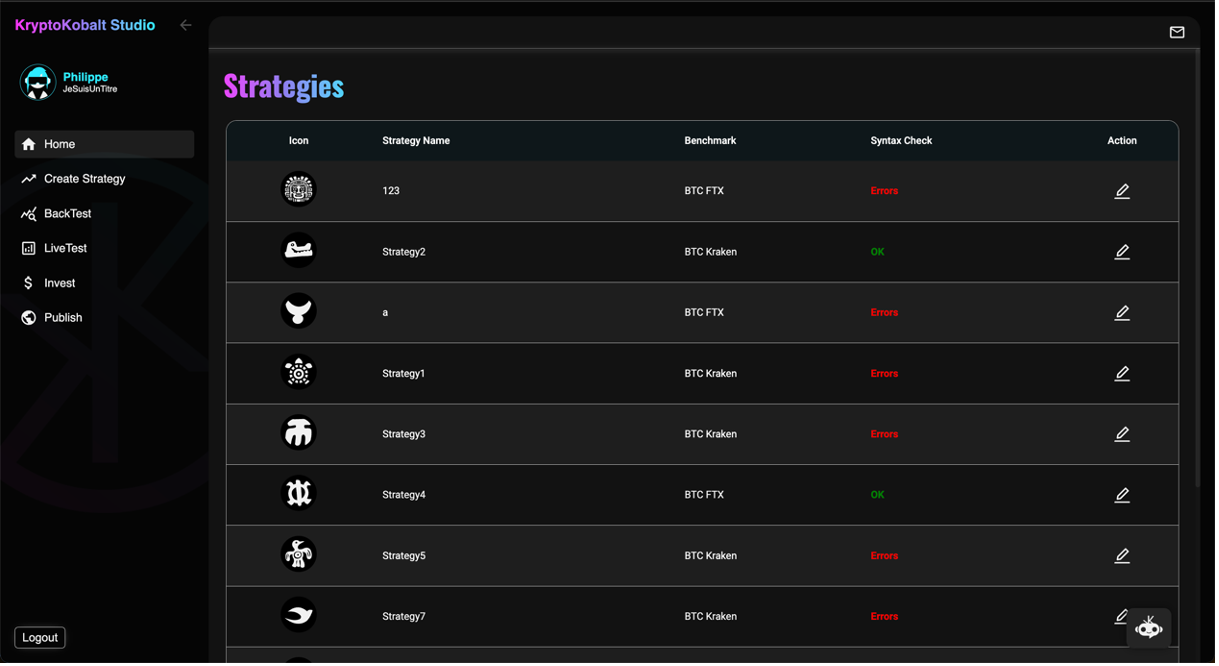 KryptoKobalt Studio
Philippe
JeSuisUnTitre
Home
Create Strategy
BackTest
LiveTest
Invest
Publish
Logout
Strategies
Icon Strategy Name Benchmark Syntax Check Action
123 BTC FTX Errors
Strategy2 BTC Kraken OK
a BTC FTX Errors
Strategy1 BTC Kraken Errors
Strategy3 BTC Kraken Errors
Strategy4 BTC FTX OK
Strategy5 BTC Kraken Errors
Strategy7 BTC Kraken Errors